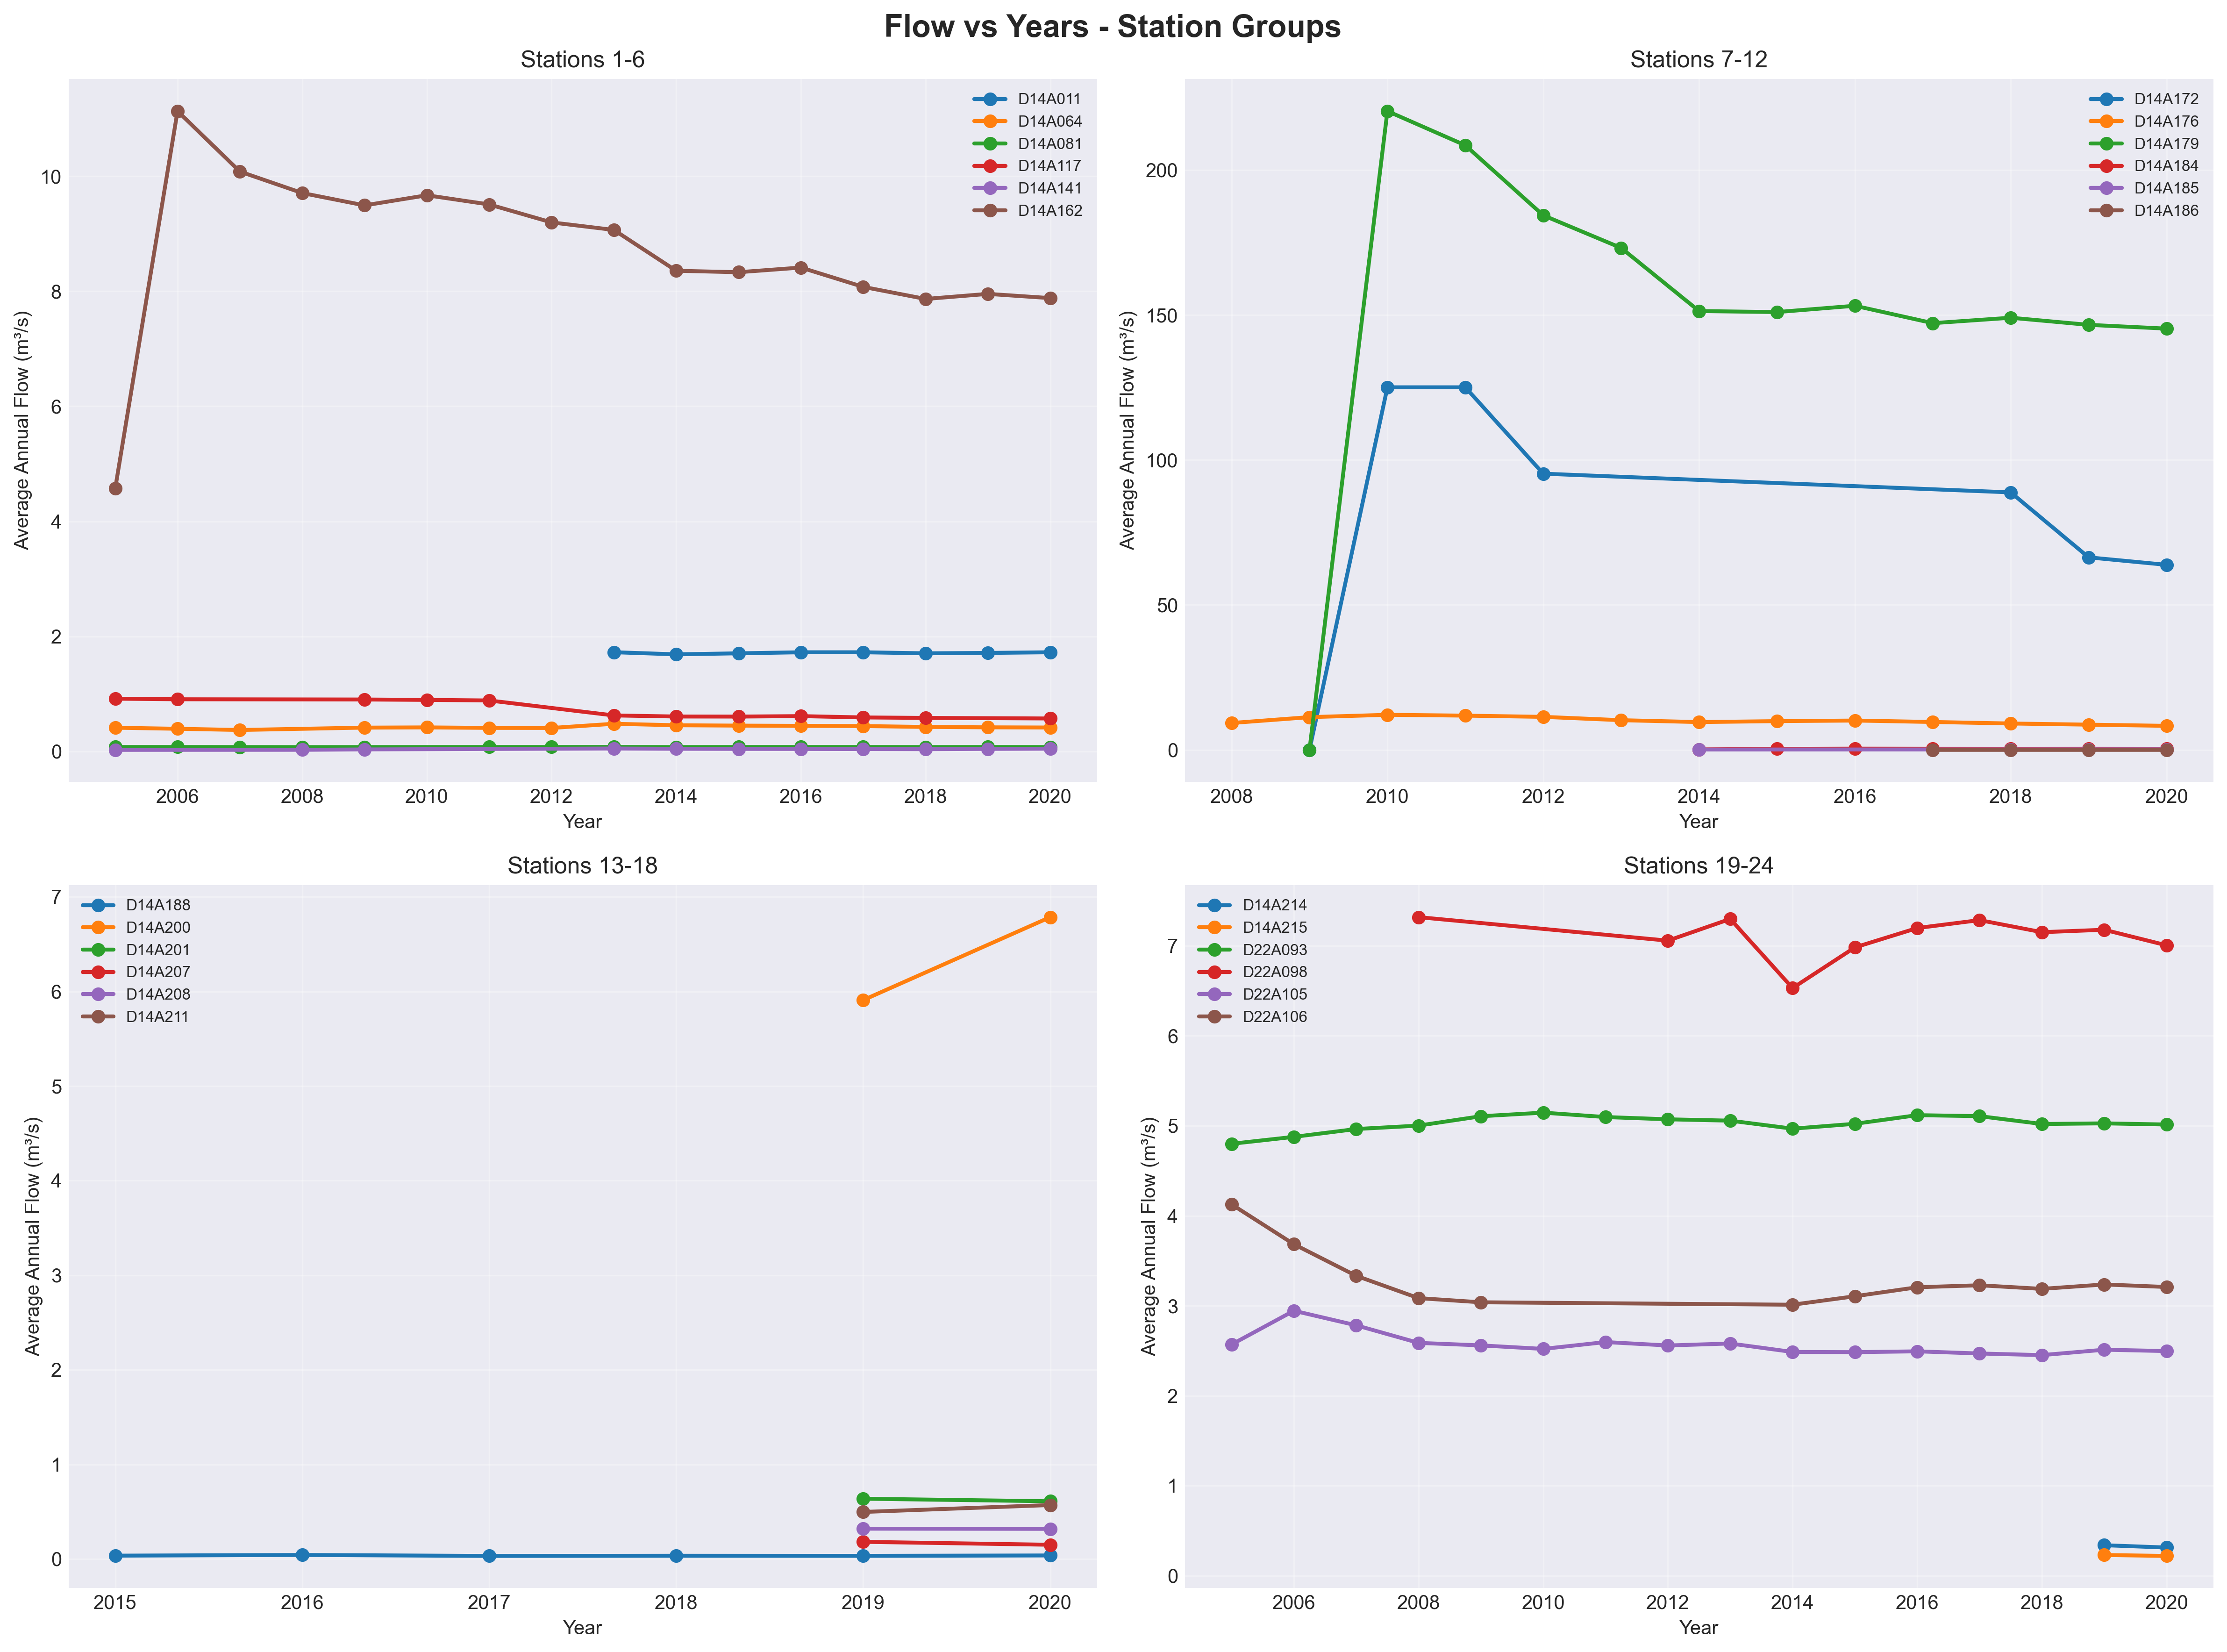 Flow vs Years - Station Groups
Stations 1-6
D14A011
D14A064
D14A081
D14A117
D14A141
D14A162
10
8
6
4
2
0
Average Annual Flow (m³/s)
2006 2008 2010 2012 2014 2016 2018 2020
Year
Stations 7-12
D14A172
D14A176
D14A179
D14A184
D14A185
D14A186
200
150
100
50
0
Average Annual Flow (m³/s)
2008 2010 2012 2014 2016 2018 2020
Year
Stations 13-18
D14A188
D14A200
D14A201
D14A207
D14A208
D14A211
7
6
5
4
3
2
1
0
Average Annual Flow (m³/s)
2015 2016 2017 2018 2019 2020
Year
Stations 19-24
D14A214
D14A215
D22A093
D22A098
D22A105
D22A106
7
6
5
4
3
2
1
0
Average Annual Flow (m³/s)
2006 2008 2010 2012 2014 2016 2018 2020
Year